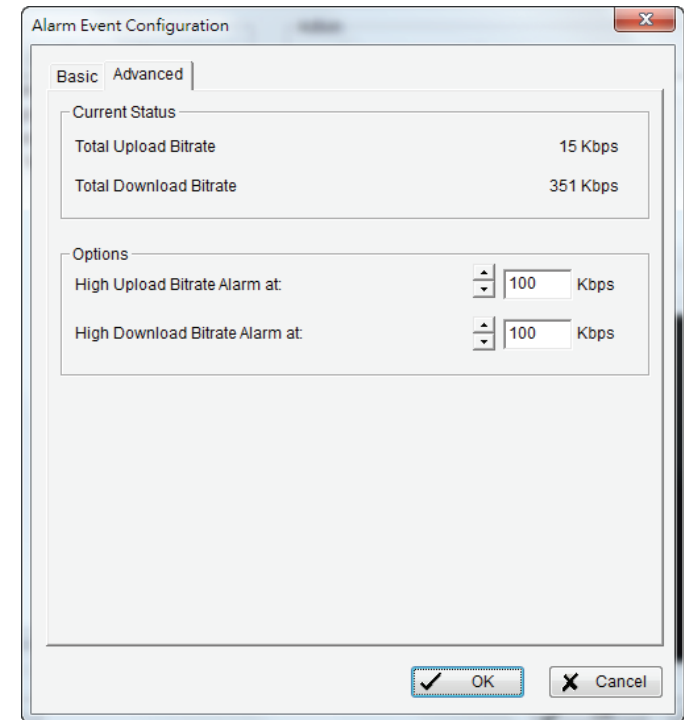 Alarm Event Configuration
Basic Advanced
Current Status
Total Upload Bitrate 15 Kbps
Total Download Bitrate 351 Kbps
Options
High Upload Bitrate Alarm at: 100 Kbps
High Download Bitrate Alarm at: 100 Kbps
OK Cancel